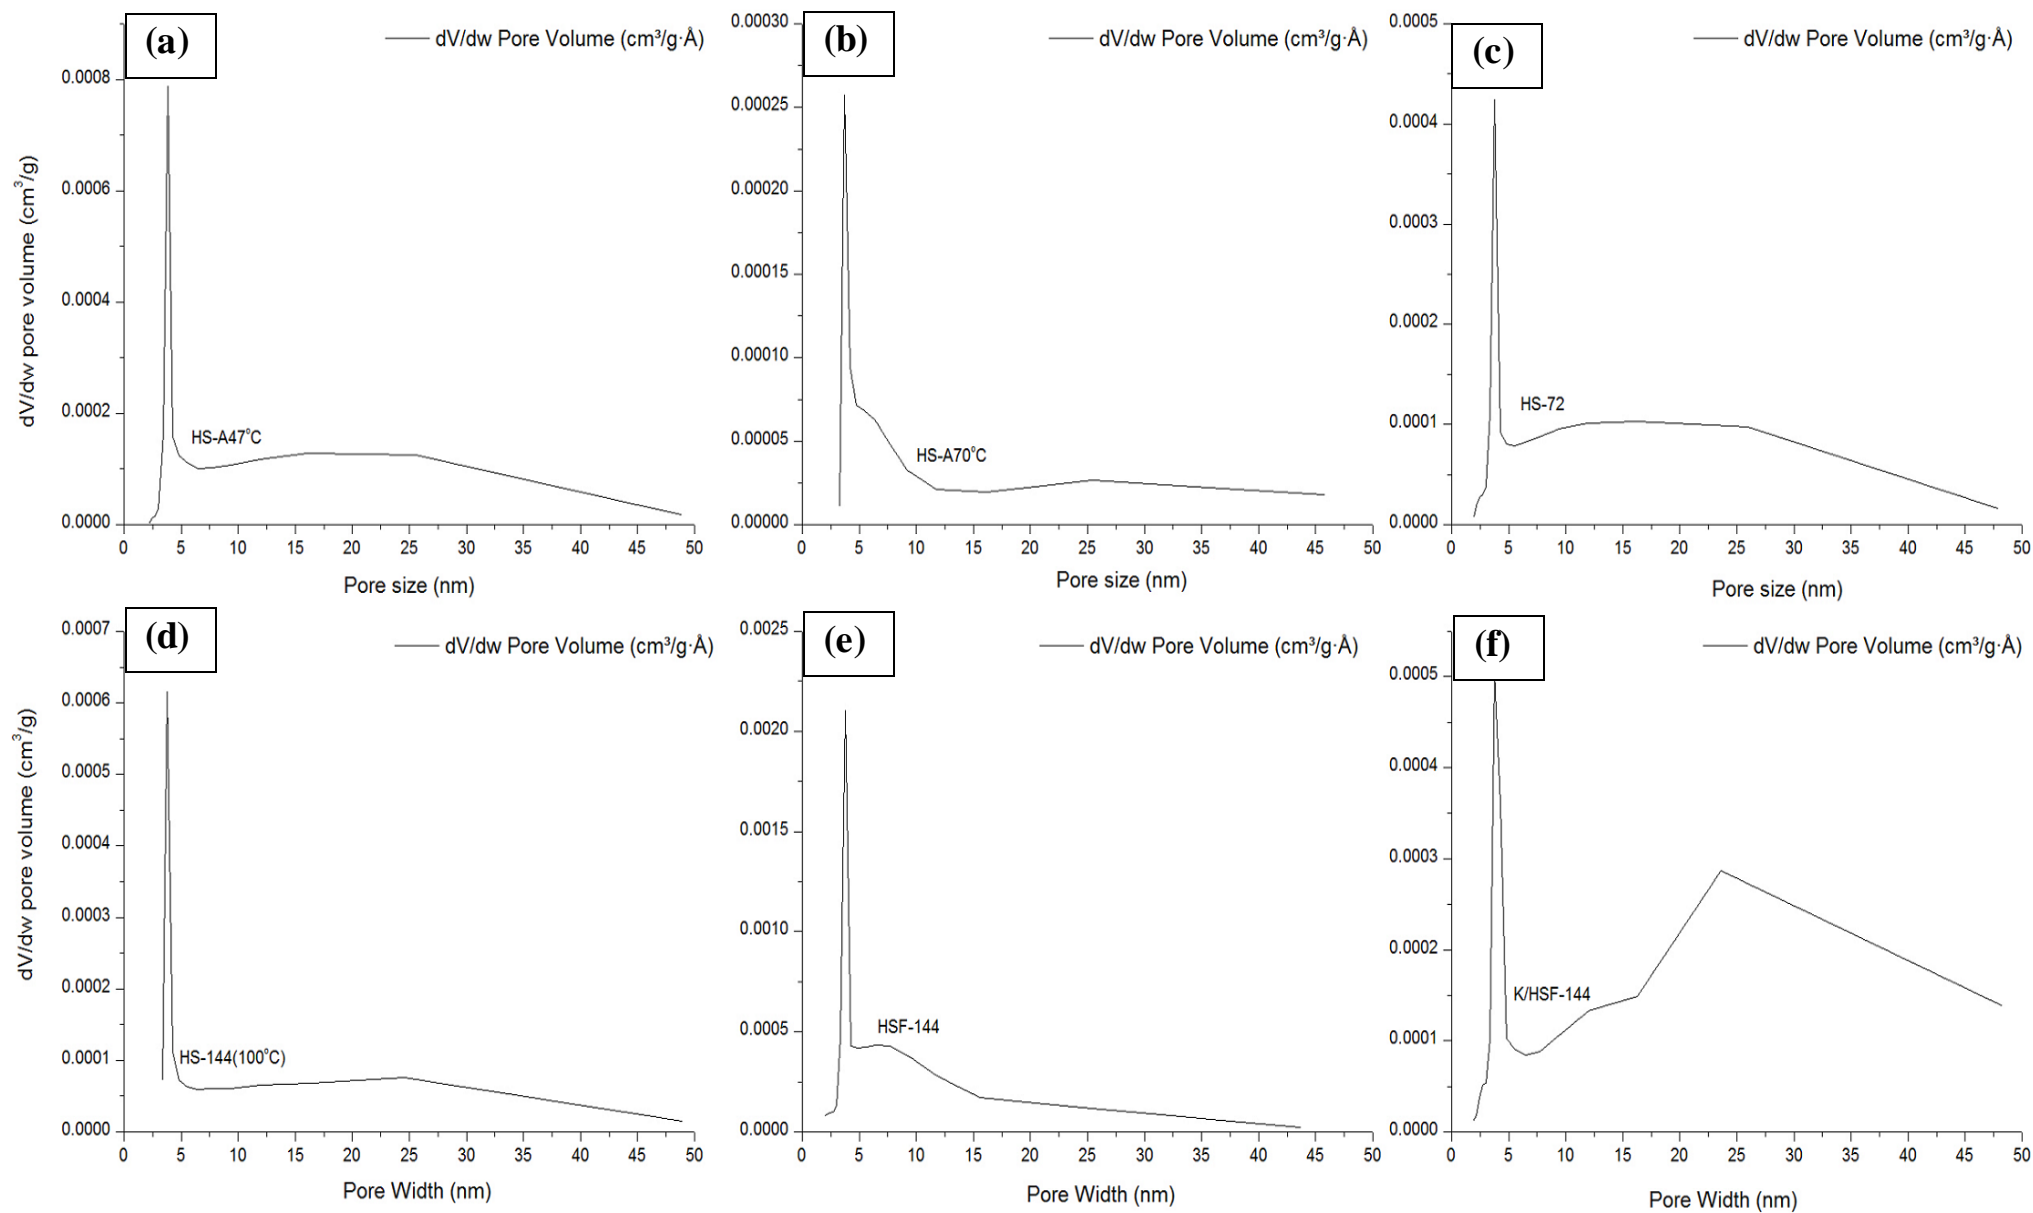 (a)
dV/dw Pore Volume (cm³/g·Å)
dV/dw pore volume (cm³/g)
0.0008
0.0006
0.0004
0.0002
0.0000
HS-A47°C
0 5 10 15 20 25 30 35 40 45 50
Pore size (nm)
(b)
dV/dw Pore Volume (cm³/g·Å)
0.00030
0.00025
0.00020
0.00015
0.00010
0.00005
0.00000
HS-A70°C
0 5 10 15 20 25 30 35 40 45 50
Pore size (nm)
(c)
dV/dw Pore Volume (cm³/g·Å)
0.0005
0.0004
0.0003
0.0002
0.0001
0.0000
HS-72
0 5 10 15 20 25 30 35 40 45 50
Pore size (nm)
(d)
dV/dw Pore Volume (cm³/g·Å)
dV/dw pore volume (cm³/g)
0.0007
0.0006
0.0005
0.0004
0.0003
0.0002
0.0001
0.0000
HS-144(100°C)
0 5 10 15 20 25 30 35 40 45 50
Pore Width (nm)
(e)
dV/dw Pore Volume (cm³/g·Å)
0.0025
0.0020
0.0015
0.0010
0.0005
0.0000
HSF-144
0 5 10 15 20 25 30 35 40 45 50
Pore Width (nm)
(f)
dV/dw Pore Volume (cm³/g·Å)
0.0005
0.0004
0.0003
0.0002
0.0001
0.0000
K/HSF-144
0 5 10 15 20 25 30 35 40 45 50
Pore Width (nm)